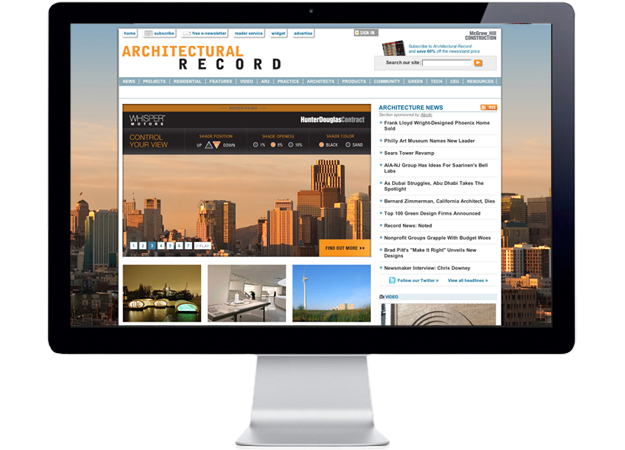 home
subscribe
free e-newsletter
reader service
widget
advertise
SIGN IN
McGraw_Hill
CONSTRUCTION
ARCHITECTURAL
RECORD
Subscribe to Architectural Record
and save 60% off the newsstand price
Search our site:
NEWS | PROJECTS | RESIDENTIAL | FEATURES | VIDEO | AR2 | PRACTICE | ARCHITECTS | PRODUCTS | COMMUNITY | GREEN | TECH | CEU | RESOURCES
WHISPER
MOTORS
HunterDouglasContract
CONTROL
YOUR VIEW
SHADE POSITION
UP
DOWN
SHADE OPENESS
1%
5%
10%
SHADE COLOR
BLACK
SAND
1 2 3 4 5 6 7 PLAY
FIND OUT MORE
ARCHITECTURE NEWS
RSS
Section sponsored by
Frank Lloyd Wright-Designed Phoenix Home
Sold
Philly Art Museum Names New Leader
Sears Tower Revamp
AIA-NJ Group Has Ideas For Saarinen's Bell
Labs
As Dubai Struggles, Abu Dhabi Takes The
Spotlight
Bernard Zimmerman, California Architect, Dies
Top 100 Green Design Firms Announced
Record News: Noted
Nonprofit Groups Grapple With Budget Woes
Brad Pitt's "Make It Right" Unveils New
Designs
Newsmaker Interview: Chris Downey
Follow our Twitter »
View all headlines »
VIDEO